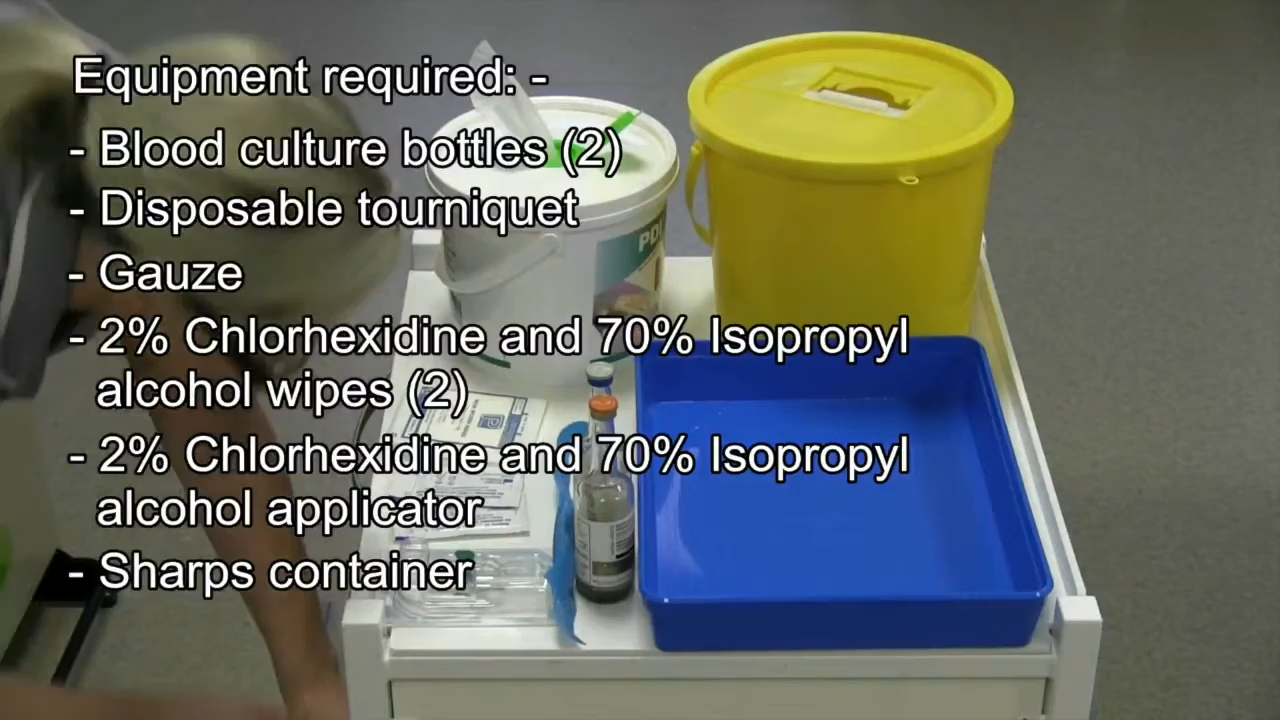 Equipment required: -
- Blood culture bottles (2)
- Disposable tourniquet
- Gauze
- 2% Chlorhexidine and 70% Isopropyl
alcohol wipes (2)
- 2% Chlorhexidine and 70% Isopropyl
alcohol applicator
- Sharps container
PDI